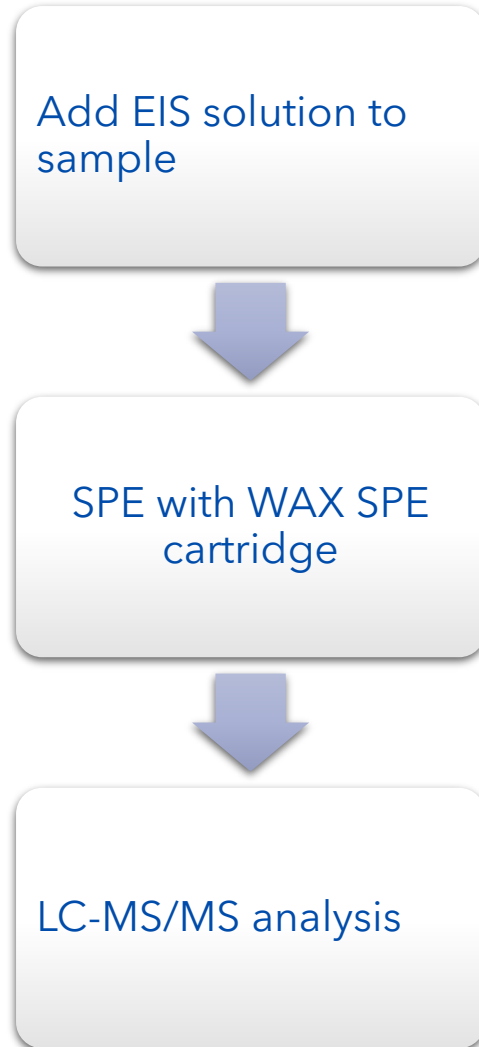 Add EIS solution to
sample
SPE with WAX SPE
cartridge
LC-MS/MS analysis